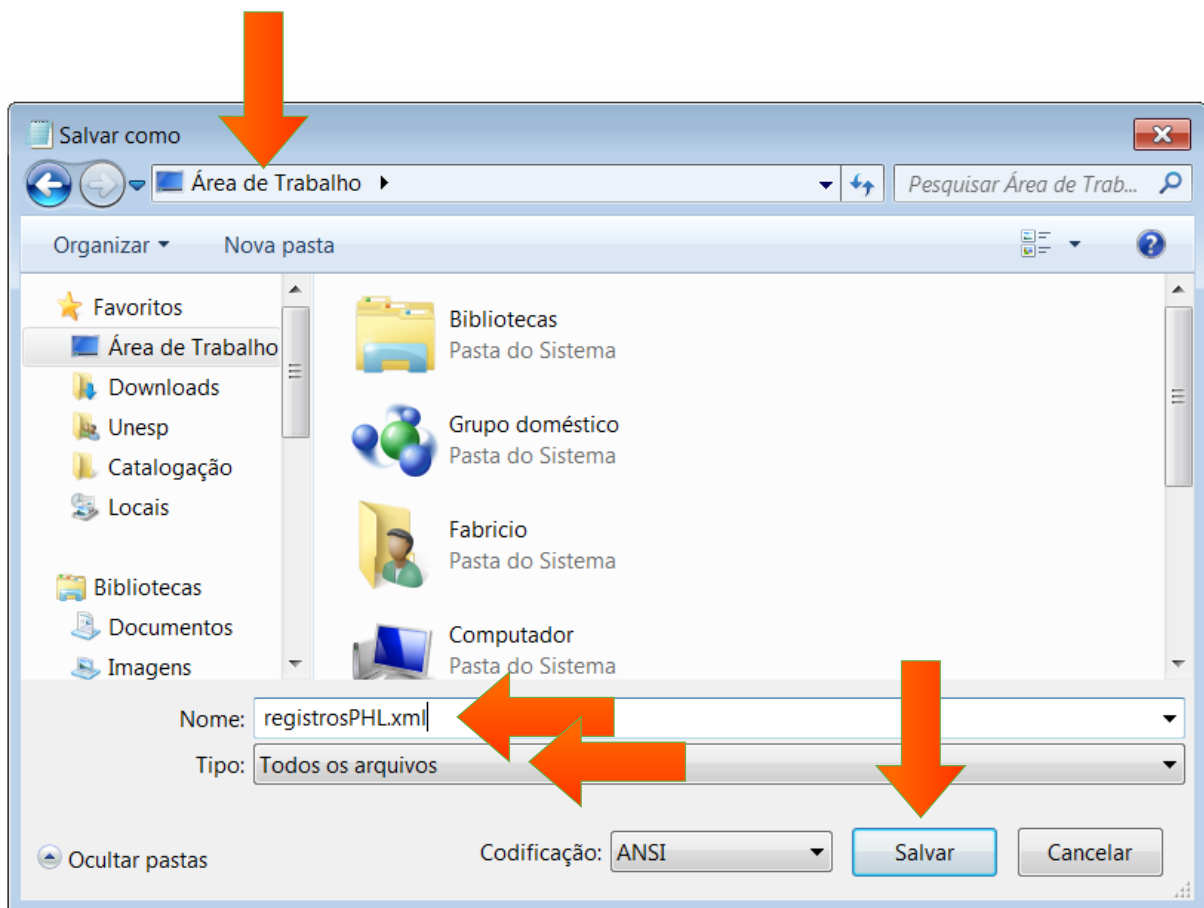 Salvar como
Área de Trabalho
Pesquisar Área de Trab...
Organizar
Nova pasta
Favoritos
Área de Trabalho
Downloads
Unesp
Catalogação
Locais
Bibliotecas
Documentos
Imagens
Bibliotecas
Pasta do Sistema
Grupo doméstico
Pasta do Sistema
Fabricio
Pasta do Sistema
Computador
Pasta do Sistema
Nome: registrosPHL.xml
Tipo: Todos os arquivos
Ocultar pastas
Codificação: ANSI
Salvar
Cancelar